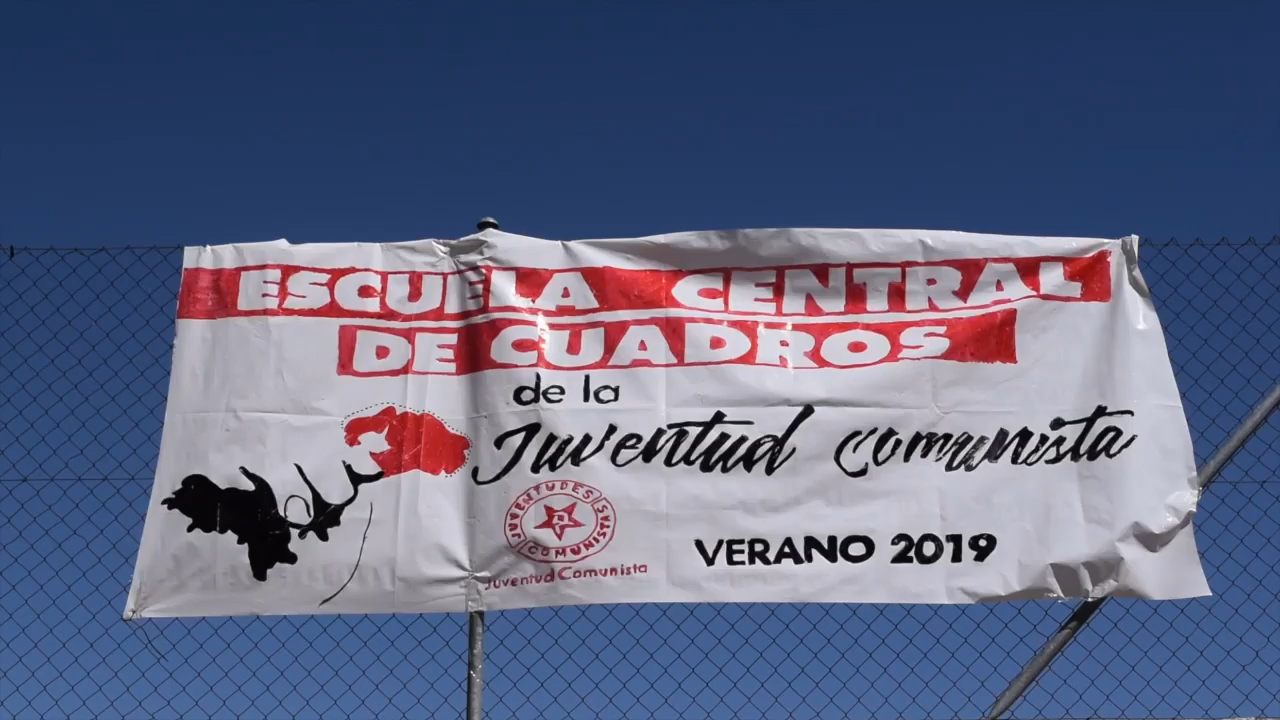 ESCUELA CENTRAL
DE CUADROS
de la
Juventud comunista
JUVENTUDES
COMUNISTAS
Juventud Comunista
VERANO 2019